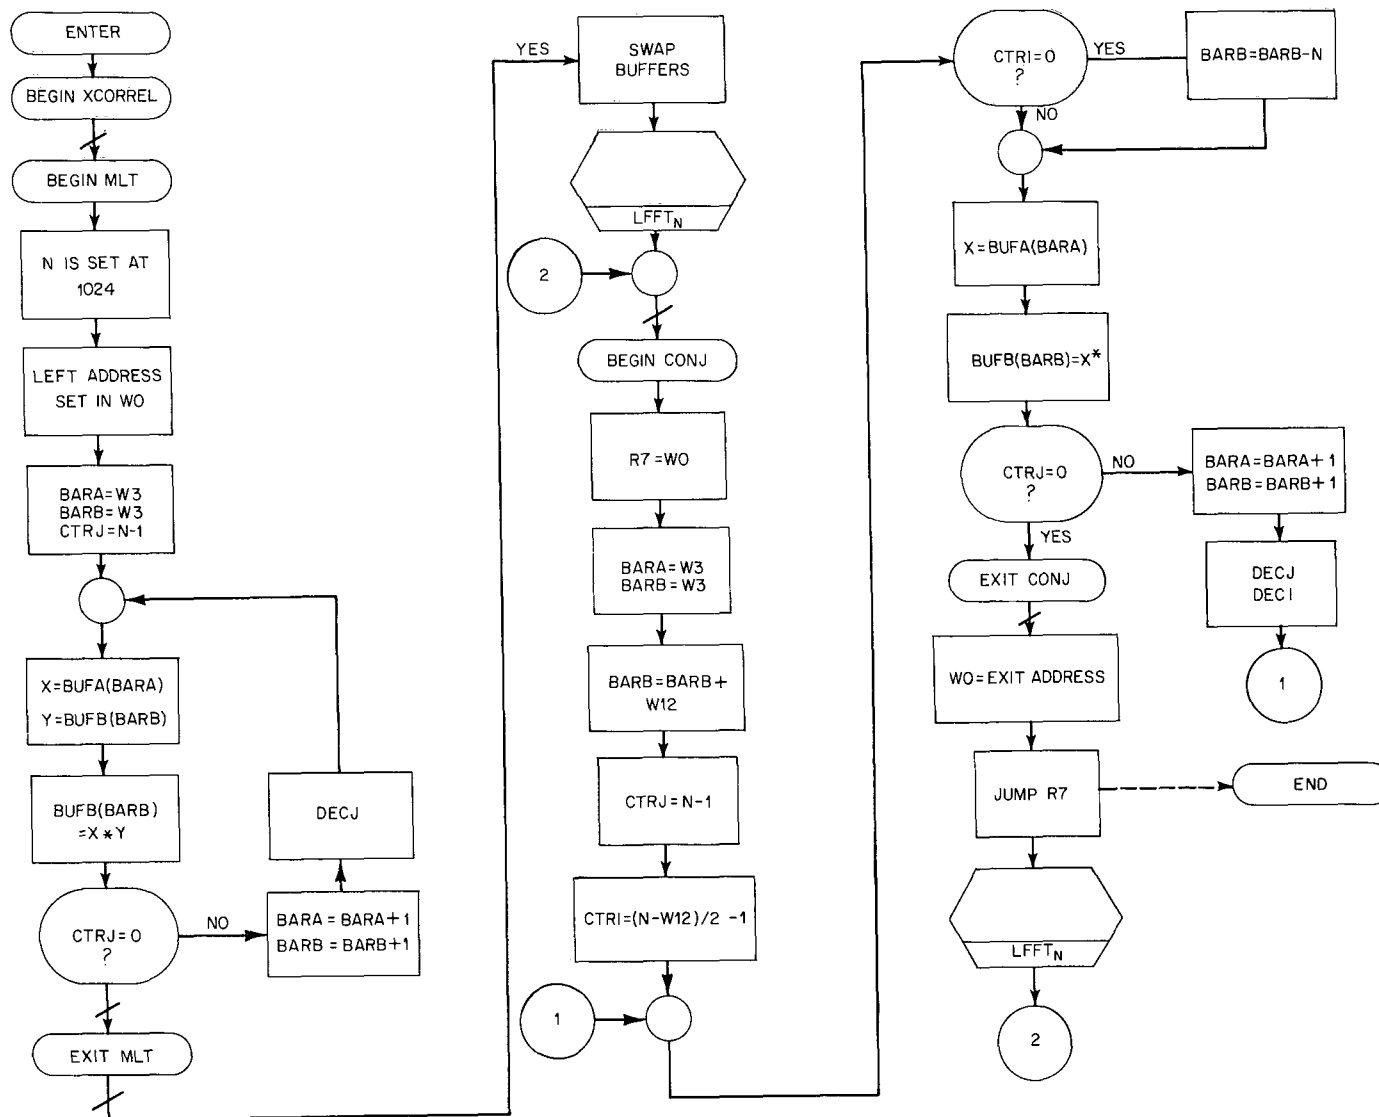 ENTER
BEGIN XCORREL
BEGIN MLT
N IS SET AT
1024
LEFT ADDRESS
SET IN WO
BARA=W3
BARB=W3
CTRJ=N-1
X=BUFA(BARA)
Y=BUFB(BARB)
BUFB(BARB)
=X*Y
DECJ
CTRJ=0
?
NO
BARA=BARA+1
BARB=BARB+1
EXIT MLT
YES
SWAP
BUFFERS
LFFTN
2
BEGIN CONJ
R7=WO
BARA=W3
BARB=W3
BARB=BARB+
W12
CTRJ=N-1
CTRI=(N-W12)/2 -1
1
CTRI=0
?
YES
BARB=BARB-N
NO
X=BUFA(BARA)
BUFB(BARB)=X*
CTRJ=0
?
NO
BARA=BARA+1
BARB=BARB+1
YES
DECJ
DECI
1
EXIT CONJ
WO=EXIT ADDRESS
JUMP R7
END
LFFTN
2